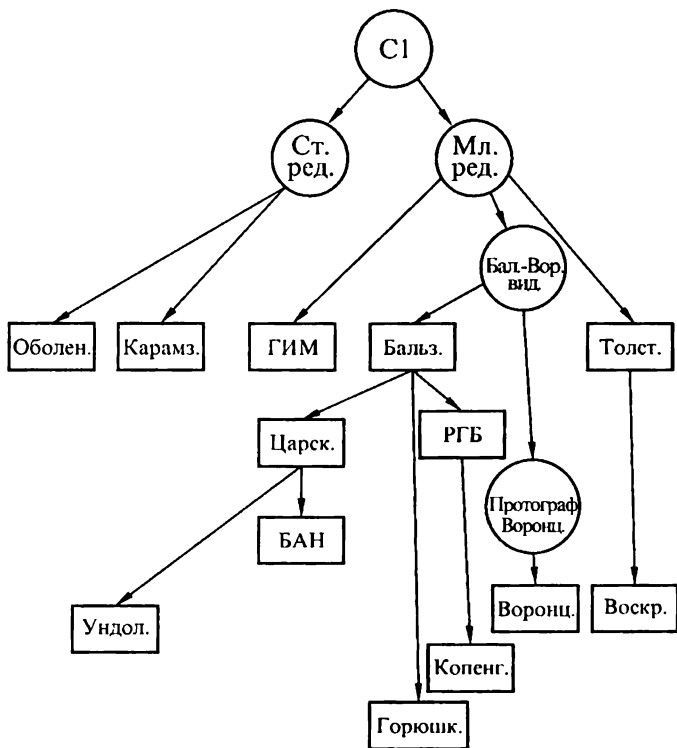 С1
Ст.
ред.
Мл.
ред.
Бал.-Вор.
вид.
Оболен.
Карамз.
ГИМ
Бальз.
Толст.
Царск.
РГБ
Протограф
Воронц.
БАН
Ундол.
Воронц.
Воскр.
Копенг.
Горюшк.